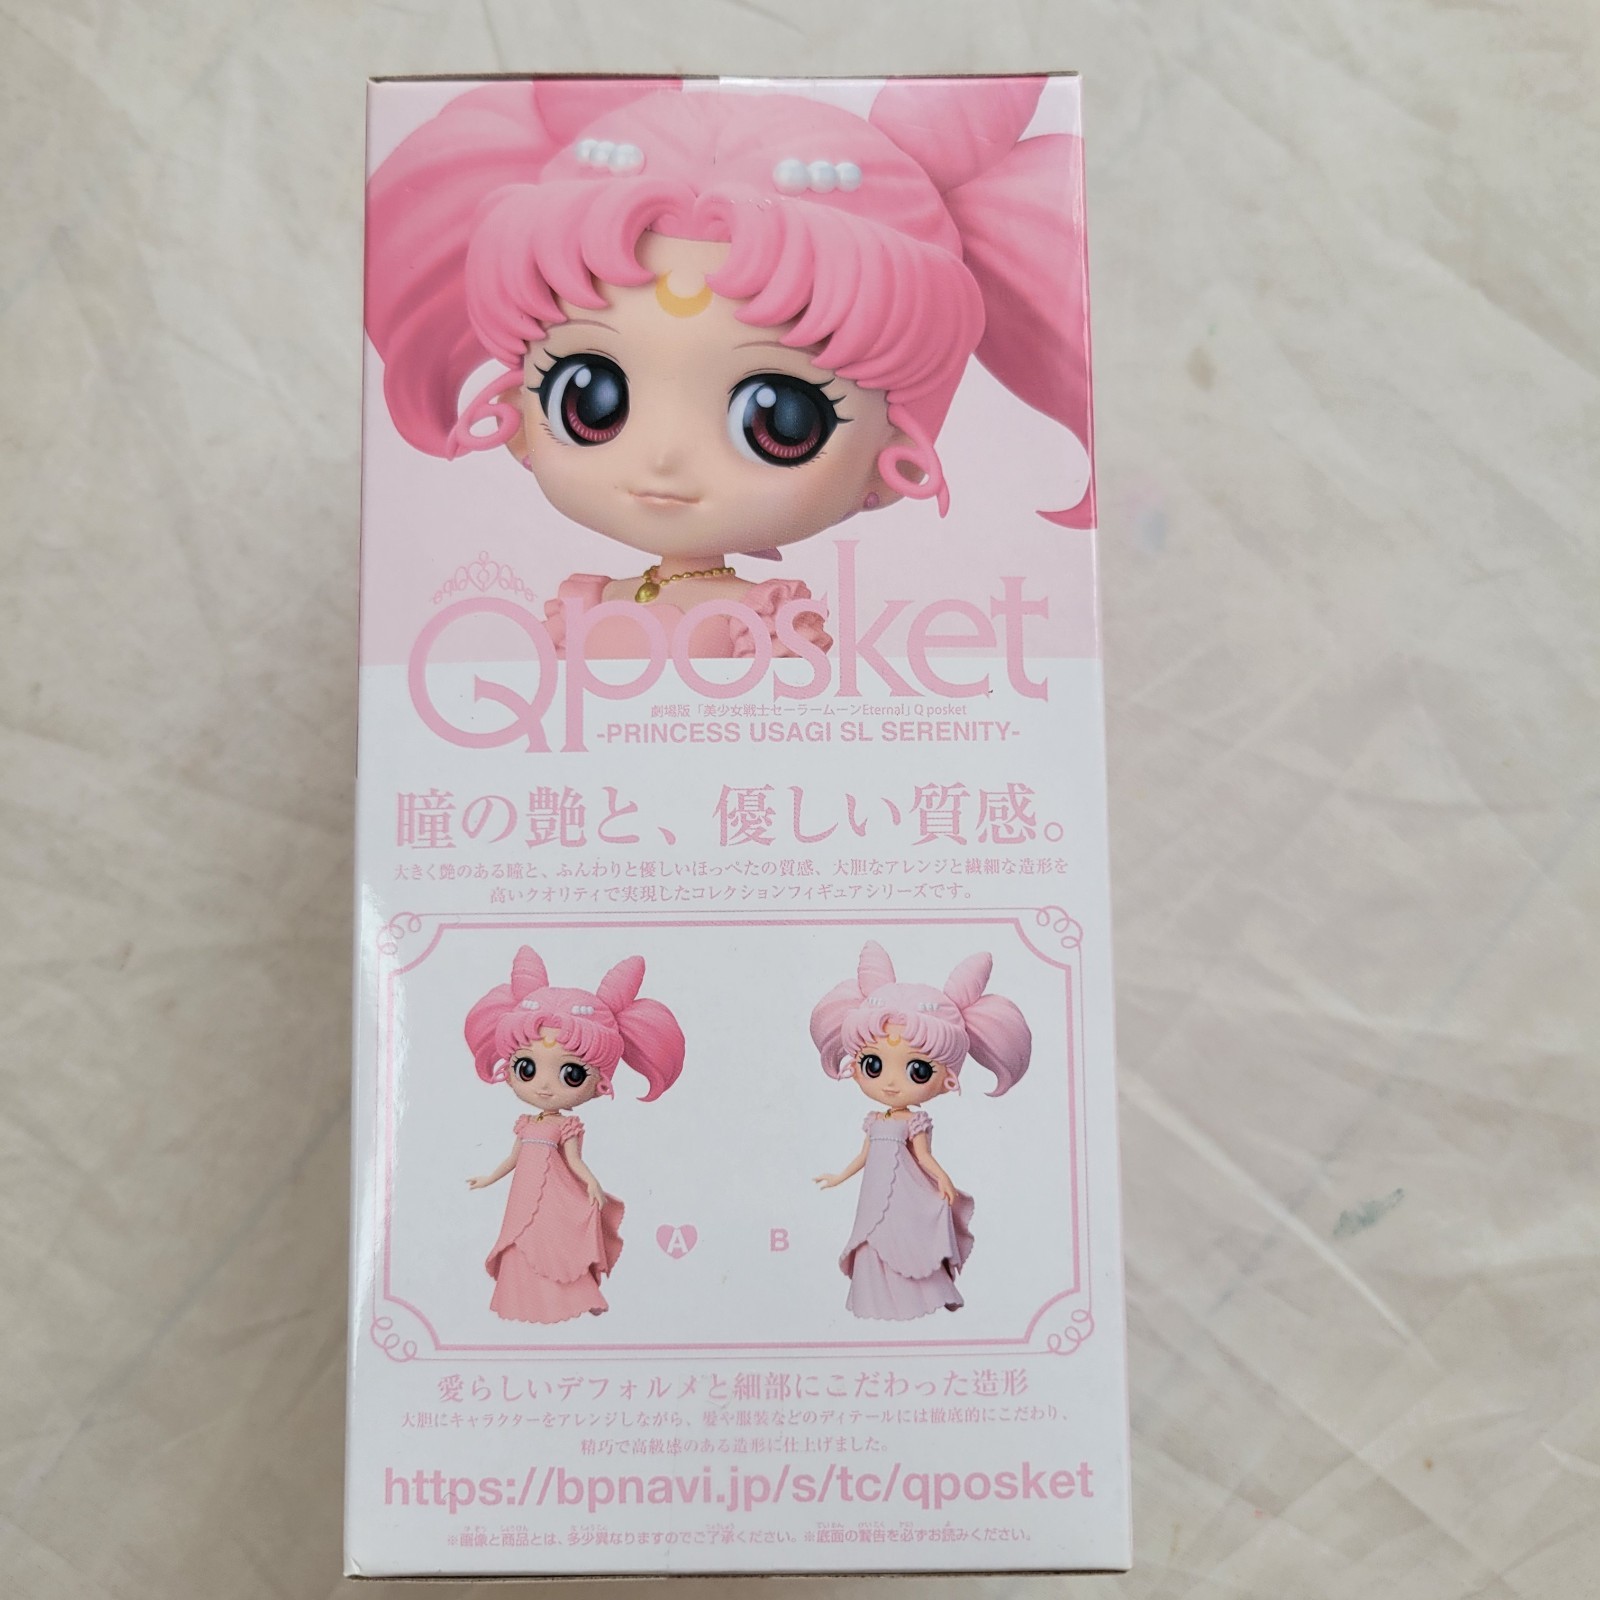 Qposket
劇場版「美少女戦士セーラームーンEternal」Q posket
-PRINCESS USAGI SL SERENITY-
瞳の艶と、優しい質感。
大きく艶のある瞳と、ふんわりと優しいほっぺたの質感、大胆なアレンジと繊細な造形を
高いクオリティで実現したコレクションフィギュアシリーズです。
A B
愛らしいデフォルメと細部にこだわった造形
大胆にキャラクターをアレンジしながら、髪や服装などのディテールには徹底的にこだわり、
精巧で高級感のある造形に仕上げました。
https://bpnavi.jp/s/tc/qposket
※画像と商品とは、多少異なりますのでご了承ください。※底面の警告を必ずお読みください。